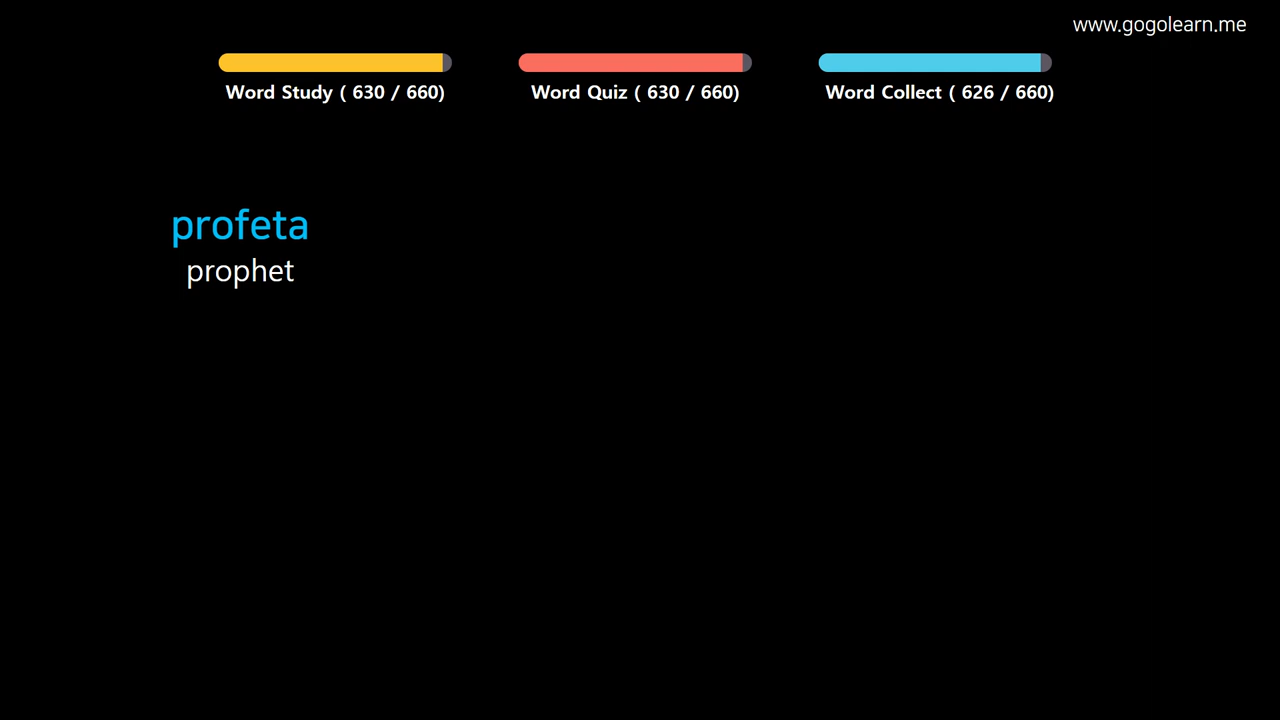 www.gogolearn.me
Word Study ( 630 / 660)
Word Quiz ( 630 / 660)
Word Collect ( 626 / 660)
profeta
prophet